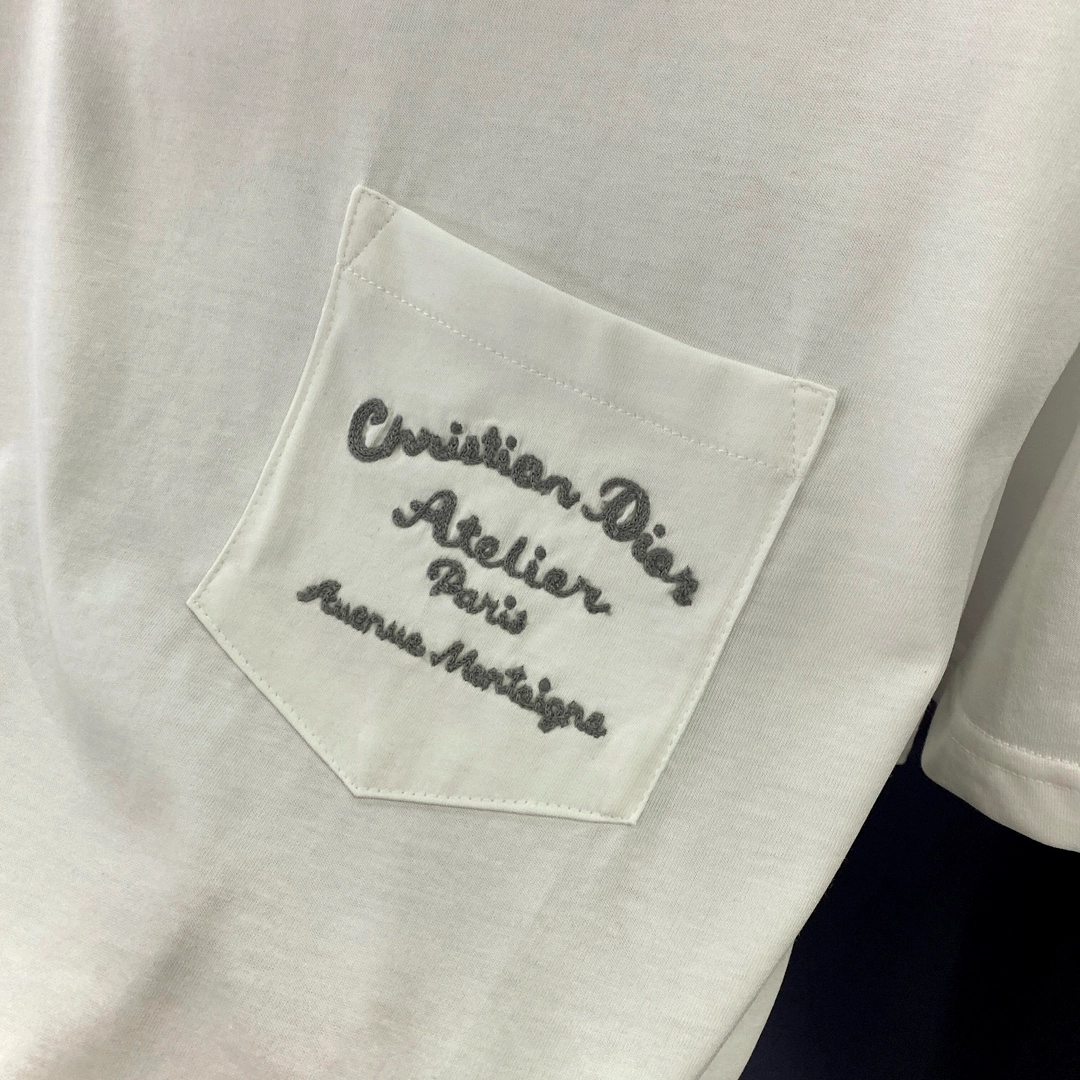 Christian Dior
Atelier
Paris
Avenue Montaigne